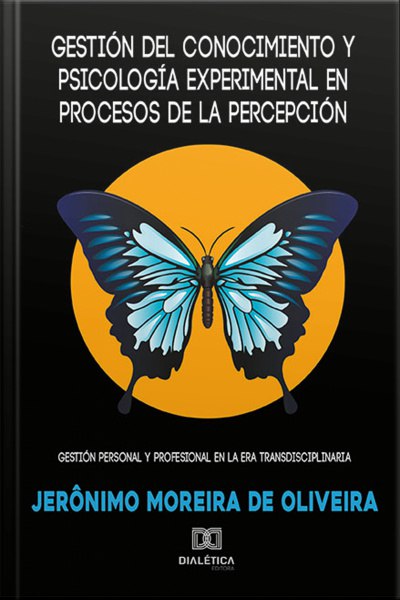 GESTIÓN DEL CONOCIMIENTO Y
PSICOLOGÍA EXPERIMENTAL EN
PROCESOS DE LA PERCEPCIÓN
GESTIÓN PERSONAL Y PROFESIONAL EN LA ERA TRANSDISCIPLINARIA
JERÔNIMO MOREIRA DE OLIVEIRA
DIALÉTICA
EDITORA